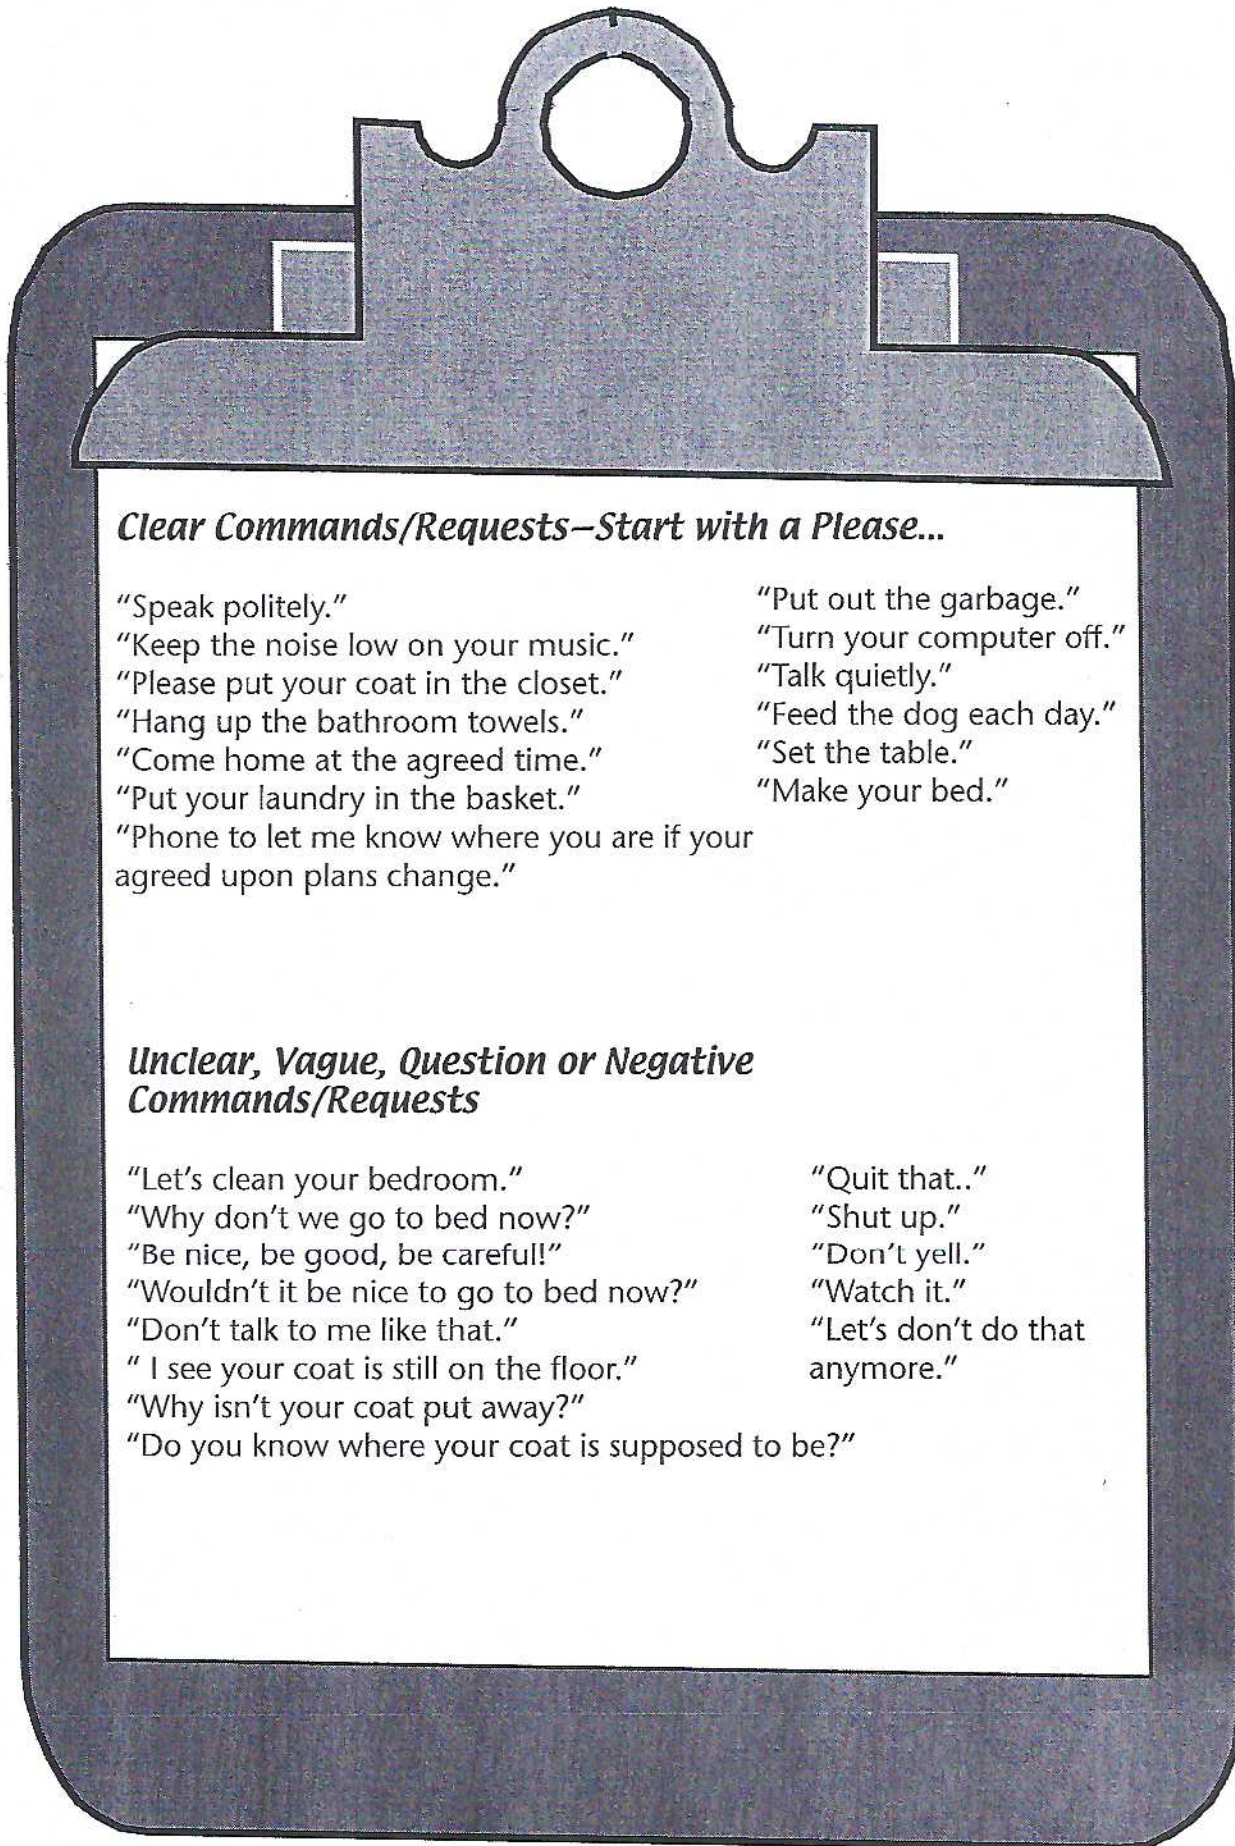 Clear Commands/Requests–Start with a Please...
"Speak politely."
"Keep the noise low on your music."
"Please put your coat in the closet."
"Hang up the bathroom towels."
"Come home at the agreed time."
"Put your laundry in the basket."
"Phone to let me know where you are if your
agreed upon plans change."
"Put out the garbage."
"Turn your computer off."
"Talk quietly."
"Feed the dog each day."
"Set the table."
"Make your bed."
Unclear, Vague, Question or Negative
Commands/Requests
"Let's clean your bedroom."
"Why don't we go to bed now?"
"Be nice, be good, be careful!"
"Wouldn't it be nice to go to bed now?"
"Don't talk to me like that."
" I see your coat is still on the floor."
"Why isn't your coat put away?"
"Do you know where your coat is supposed to be?"
"Quit that.."
"Shut up."
"Don't yell."
"Watch it."
"Let's don't do that
anymore."